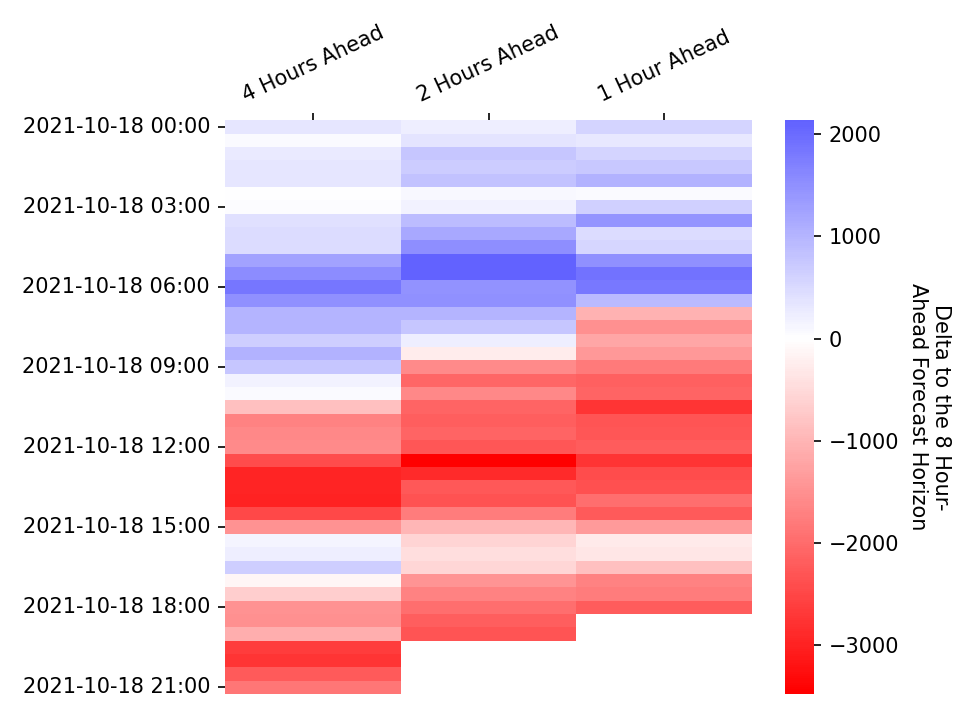 4 Hours Ahead
2 Hours Ahead
1 Hour Ahead
2021-10-18 00:00
2021-10-18 03:00
2021-10-18 06:00
2021-10-18 09:00
2021-10-18 12:00
2021-10-18 15:00
2021-10-18 18:00
2021-10-18 21:00
2000
1000
0
−1000
−2000
−3000
Delta to the 8 Hour-
Ahead Forecast Horizon